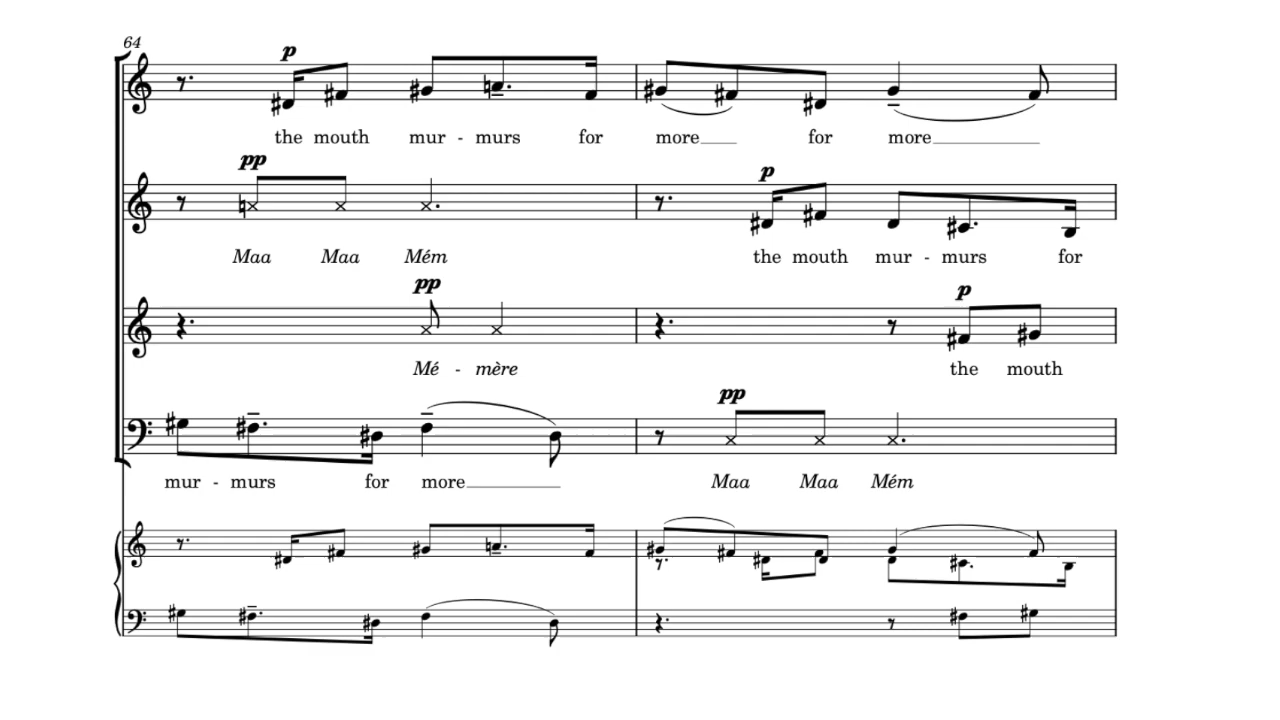 64
p
the mouth mur - murs for more for more
pp p
Maa Maa Mém the mouth mur - murs for
pp p
Mé - mère the mouth
pp
mur - murs for more Maa Maa Mém